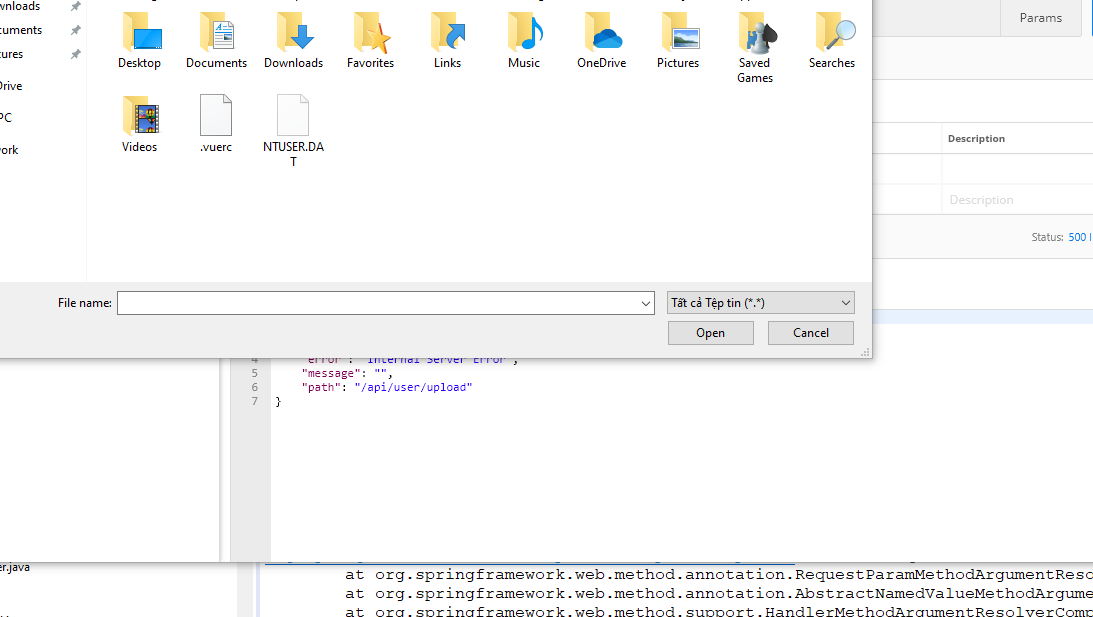 wnloads
cuments
tures
Drive
PC
work
Desktop
Documents
Downloads
Favorites
Links
Music
OneDrive
Pictures
Saved
Games
Searches
Videos
.vuerc
NTUSER.DA
T
File name:
Tất cả Tệp tin (*.*)
Open
Cancel
Params
Description
Description
Status: 500 I
4 "error": "Internal Server Error",
5 "message": "",
6 "path": "/api/user/upload"
7 }
er.java
at org.springframework.web.method.annotation.RequestParamMethodArgumentReso
at org.springframework.web.method.annotation.AbstractNamedValueMethodArgume
at org.springframework.web.method.support.HandlerMethodArgumentResolverComp